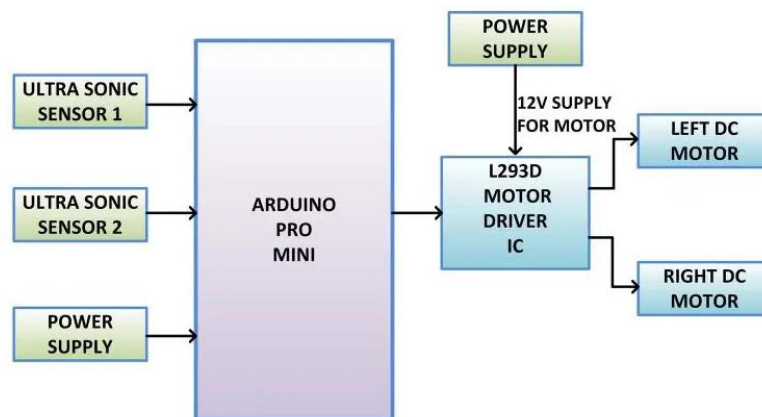 ULTRA SONIC
SENSOR 1
ULTRA SONIC
SENSOR 2
POWER
SUPPLY
ARDUINO
PRO
MINI
POWER
SUPPLY
12V SUPPLY
FOR MOTOR
L293D
MOTOR
DRIVER
IC
LEFT DC
MOTOR
RIGHT DC
MOTOR